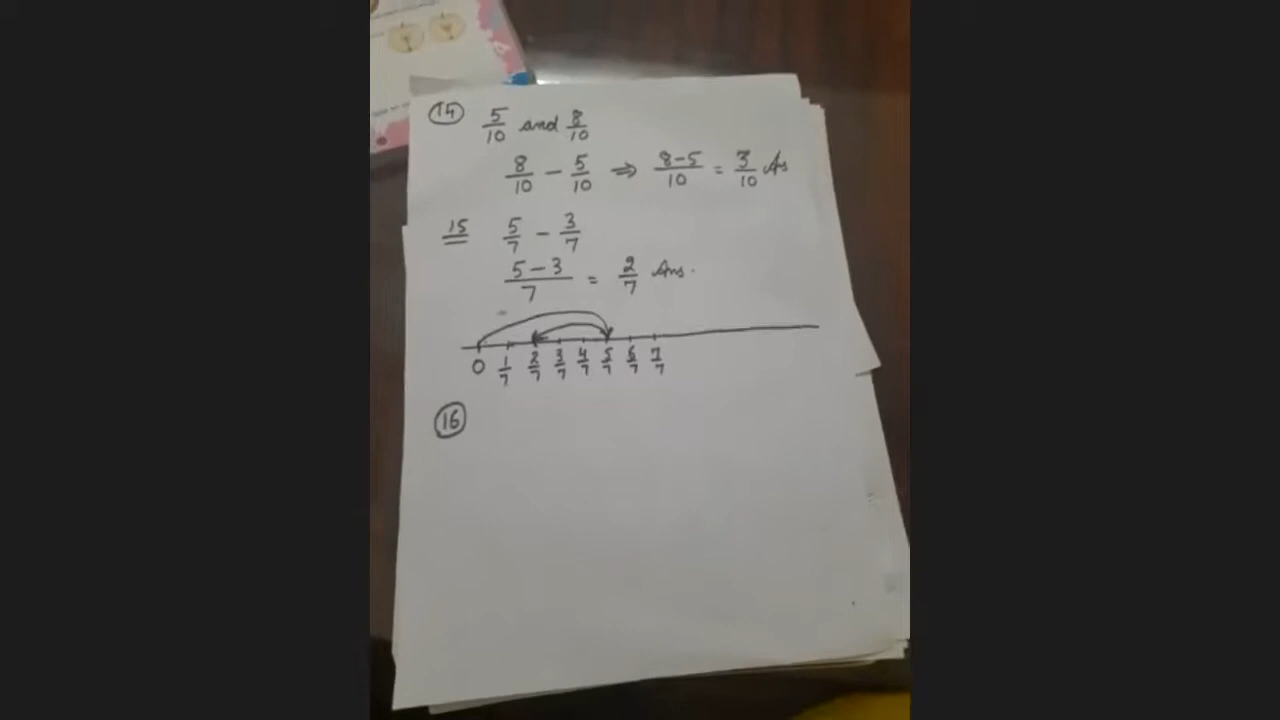 14 5/10 and 8/10
8/10 - 5/10 ⇒ 8-5/10 = 3/10 As
15 5/7 - 3/7
5-3/7 = 2/7 Ans.
0 1/7 2/7 3/7 4/7 5/7 6/7 7/7
16